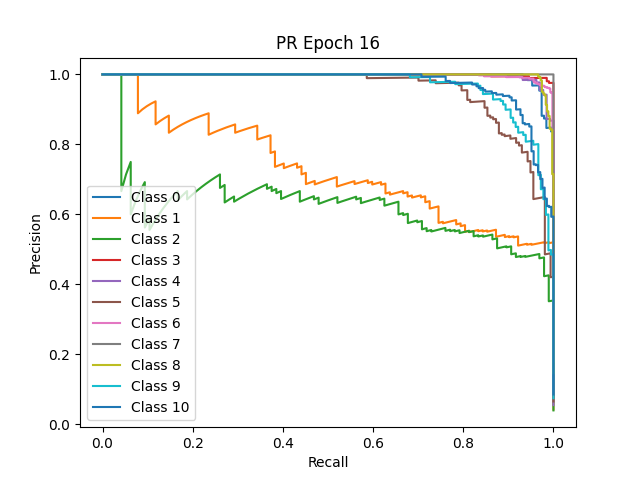 PR Epoch 16
1.0
0.8
0.6
0.4
0.2
0.0
Precision
Class 0
Class 1
Class 2
Class 3
Class 4
Class 5
Class 6
Class 7
Class 8
Class 9
Class 10
0.0 0.2 0.4 0.6 0.8 1.0
Recall